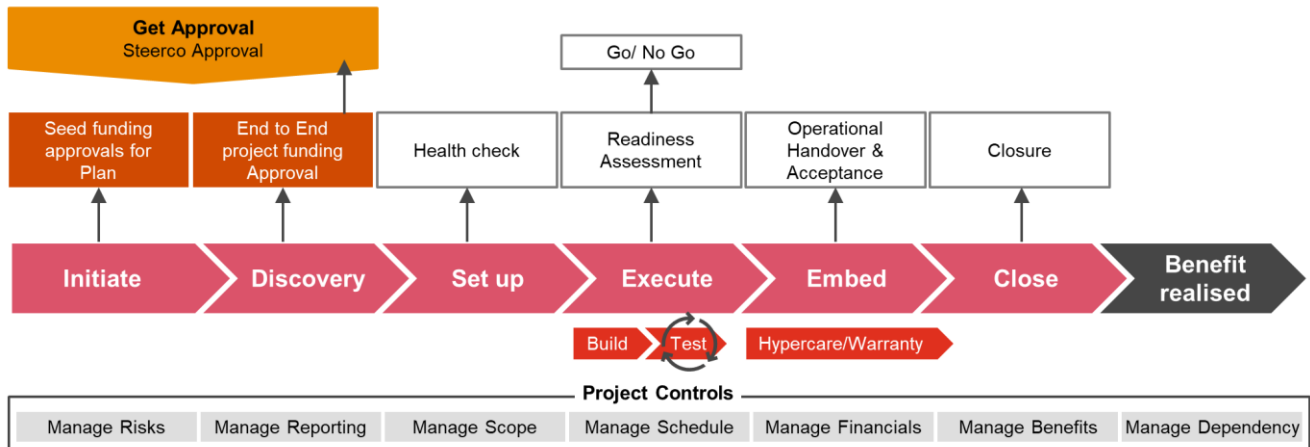 Get Approval
Steerco Approval
Go/ No Go
Seed funding
approvals for
Plan
End to End
project funding
Approval
Health check
Readiness
Assessment
Operational
Handover &
Acceptance
Closure
Initiate
Discovery
Set up
Execute
Embed
Close
Benefit
realised
Build
Test
Hypercare/Warranty
Project Controls
Manage Risks
Manage Reporting
Manage Scope
Manage Schedule
Manage Financials
Manage Benefits
Manage Dependency